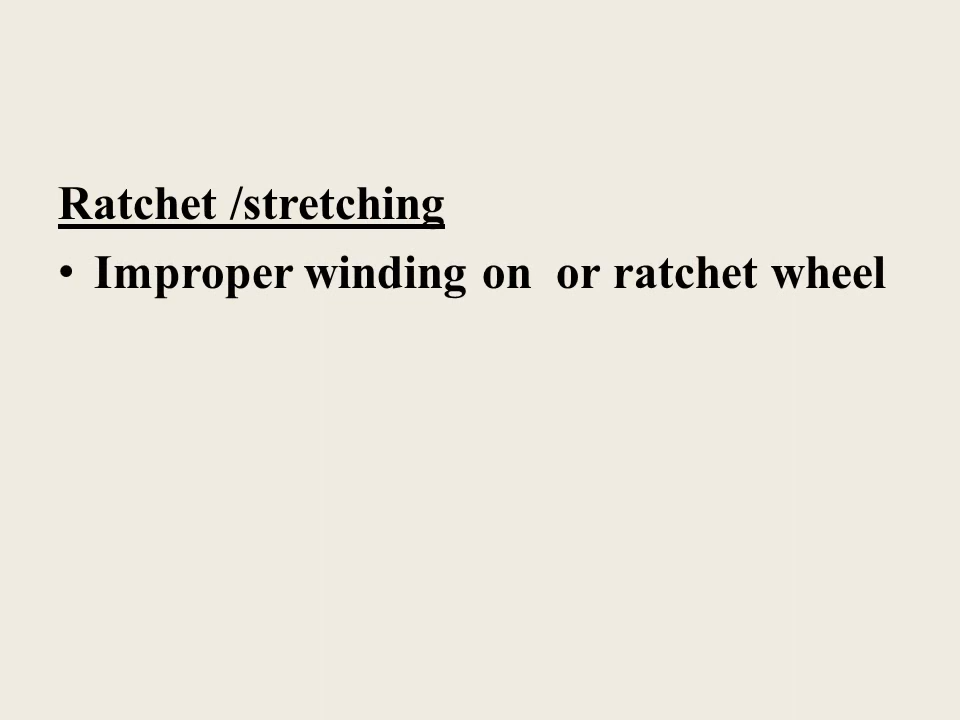 Ratchet /stretching
• Improper winding on  or ratchet wheel